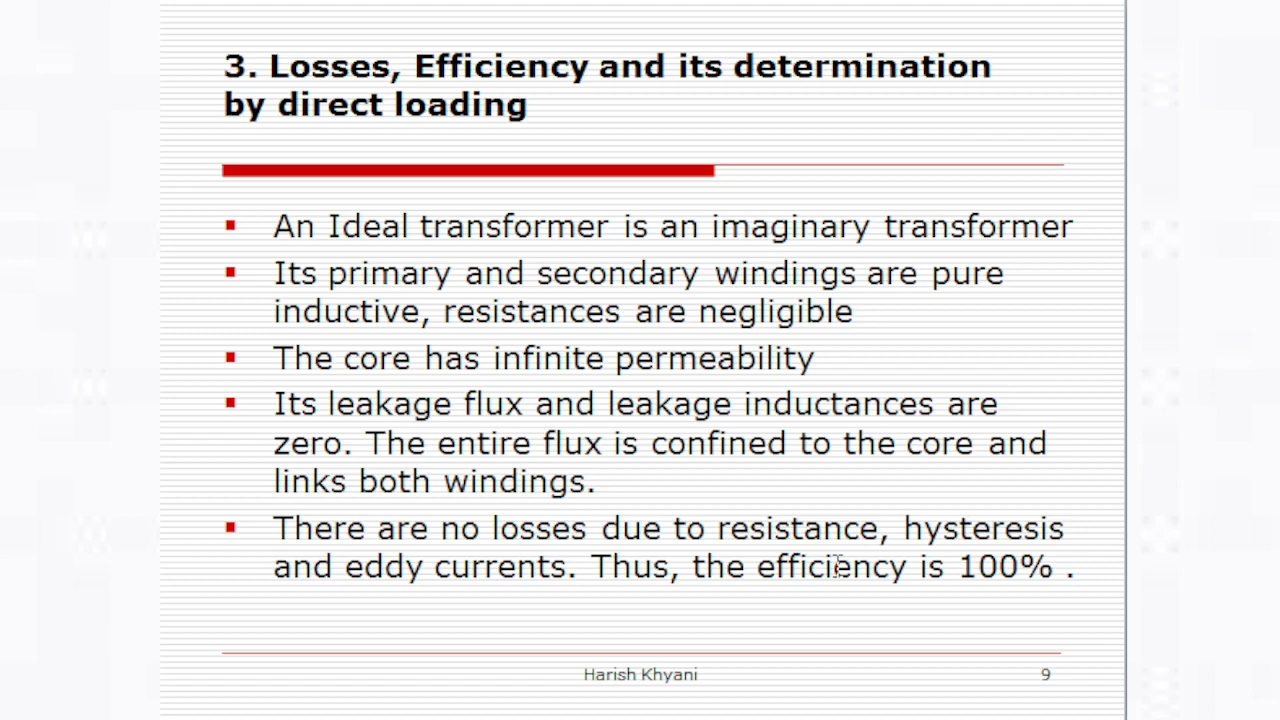 3. Losses, Efficiency and its determination
by direct loading
An Ideal transformer is an imaginary transformer
Its primary and secondary windings are pure
inductive, resistances are negligible
The core has infinite permeability
Its leakage flux and leakage inductances are
zero. The entire flux is confined to the core and
links both windings.
There are no losses due to resistance, hysteresis
and eddy currents. Thus, the efficiency is 100% .
Harish Khyani 9